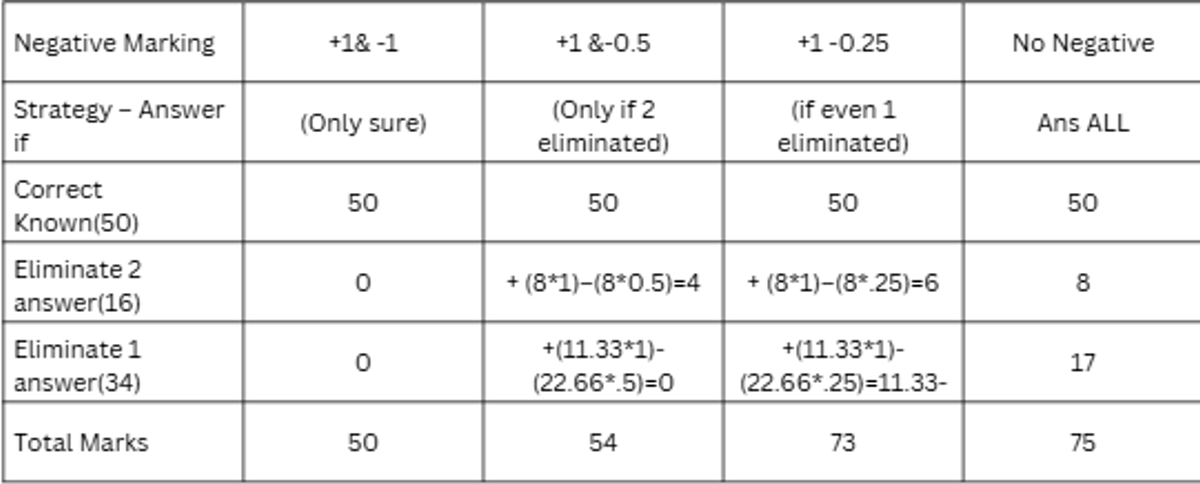 Negative Marking
+1& -1
+1 &-0.5
+1 -0.25
No Negative
Strategy – Answer
if
(Only sure)
(Only if 2
eliminated)
(if even 1
eliminated)
Ans ALL
Correct
Known(50)
50
50
50
50
Eliminate 2
answer(16)
0
+ (8*1)–(8*0.5)=4
+ (8*1)–(8*.25)=6
8
Eliminate 1
answer(34)
0
+(11.33*1)-
(22.66*.5)=0
+(11.33*1)-
(22.66*.25)=11.33-
17
Total Marks
50
54
73
75